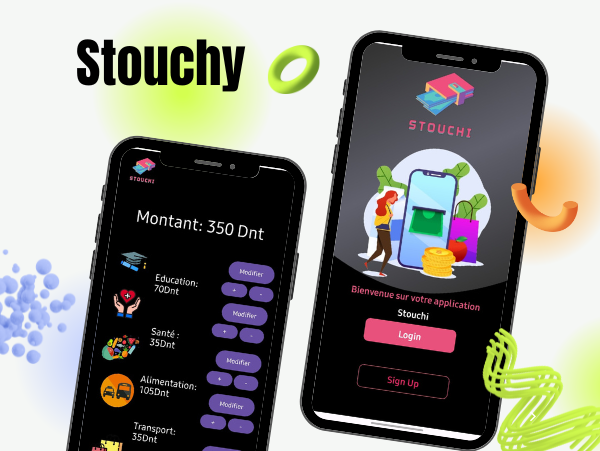 Stouchy
STOUCHI
Montant: 350 Dnt
Education:
70Dnt
Modifier
+ -
Santé :
35Dnt
Modifier
+ -
Alimentation:
105Dnt
Modifier
+ -
Transport:
35Dnt
Modifier
+ -
STOUCHI
Bienvenue sur votre application
Stouchi
Login
Sign Up